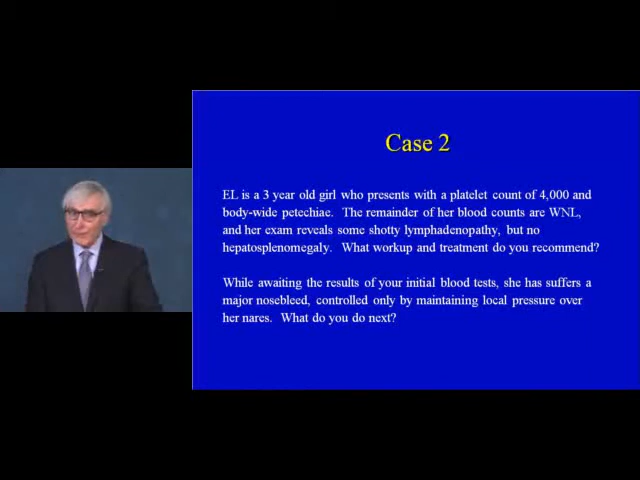 Case 2
EL is a 3 year old girl who presents with a platelet count of 4,000 and
body-wide petechiae. The remainder of her blood counts are WNL,
and her exam reveals some shotty lymphadenopathy, but no
hepatosplenomegaly. What workup and treatment do you recommend?
While awaiting the results of your initial blood tests, she has suffers a
major nosebleed, controlled only by maintaining local pressure over
her nares. What do you do next?